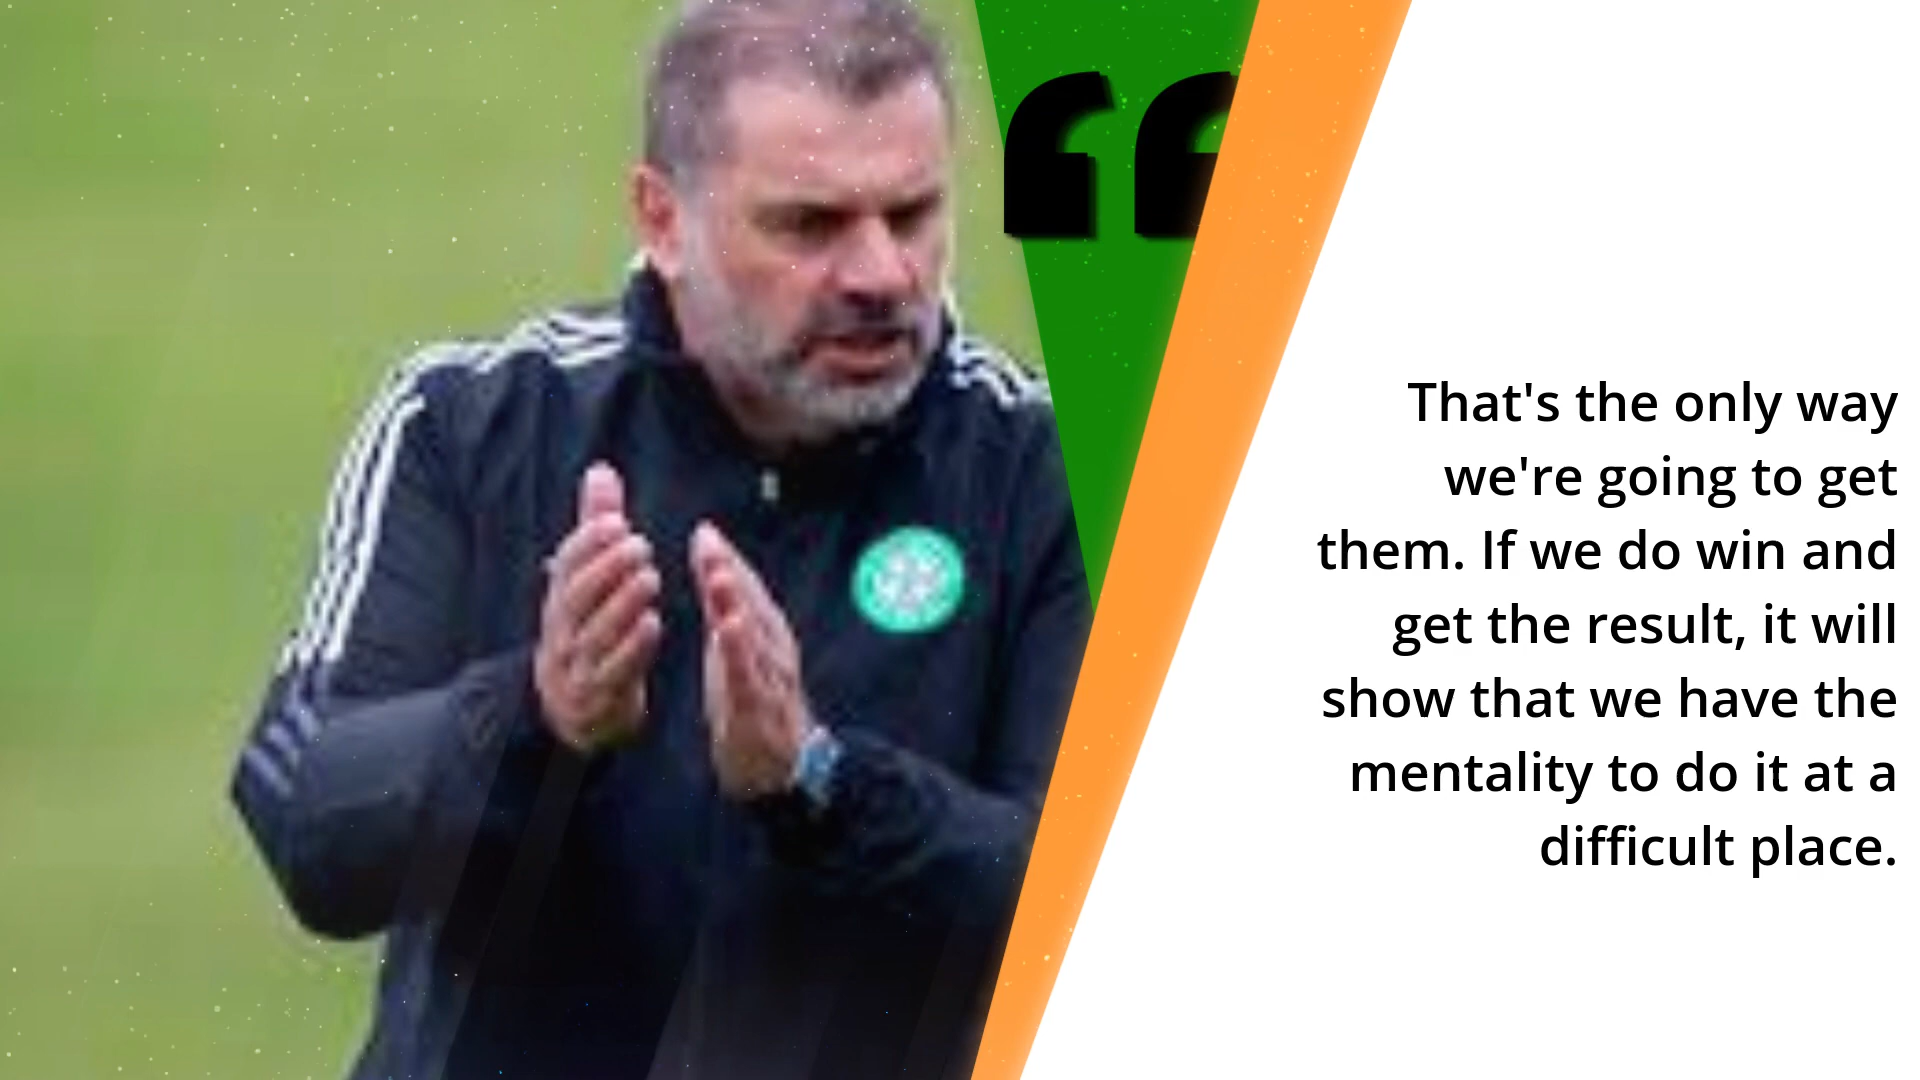 “
That's the only way
we're going to get
them. If we do win and
get the result, it will
show that we have the
mentality to do it at a
difficult place.